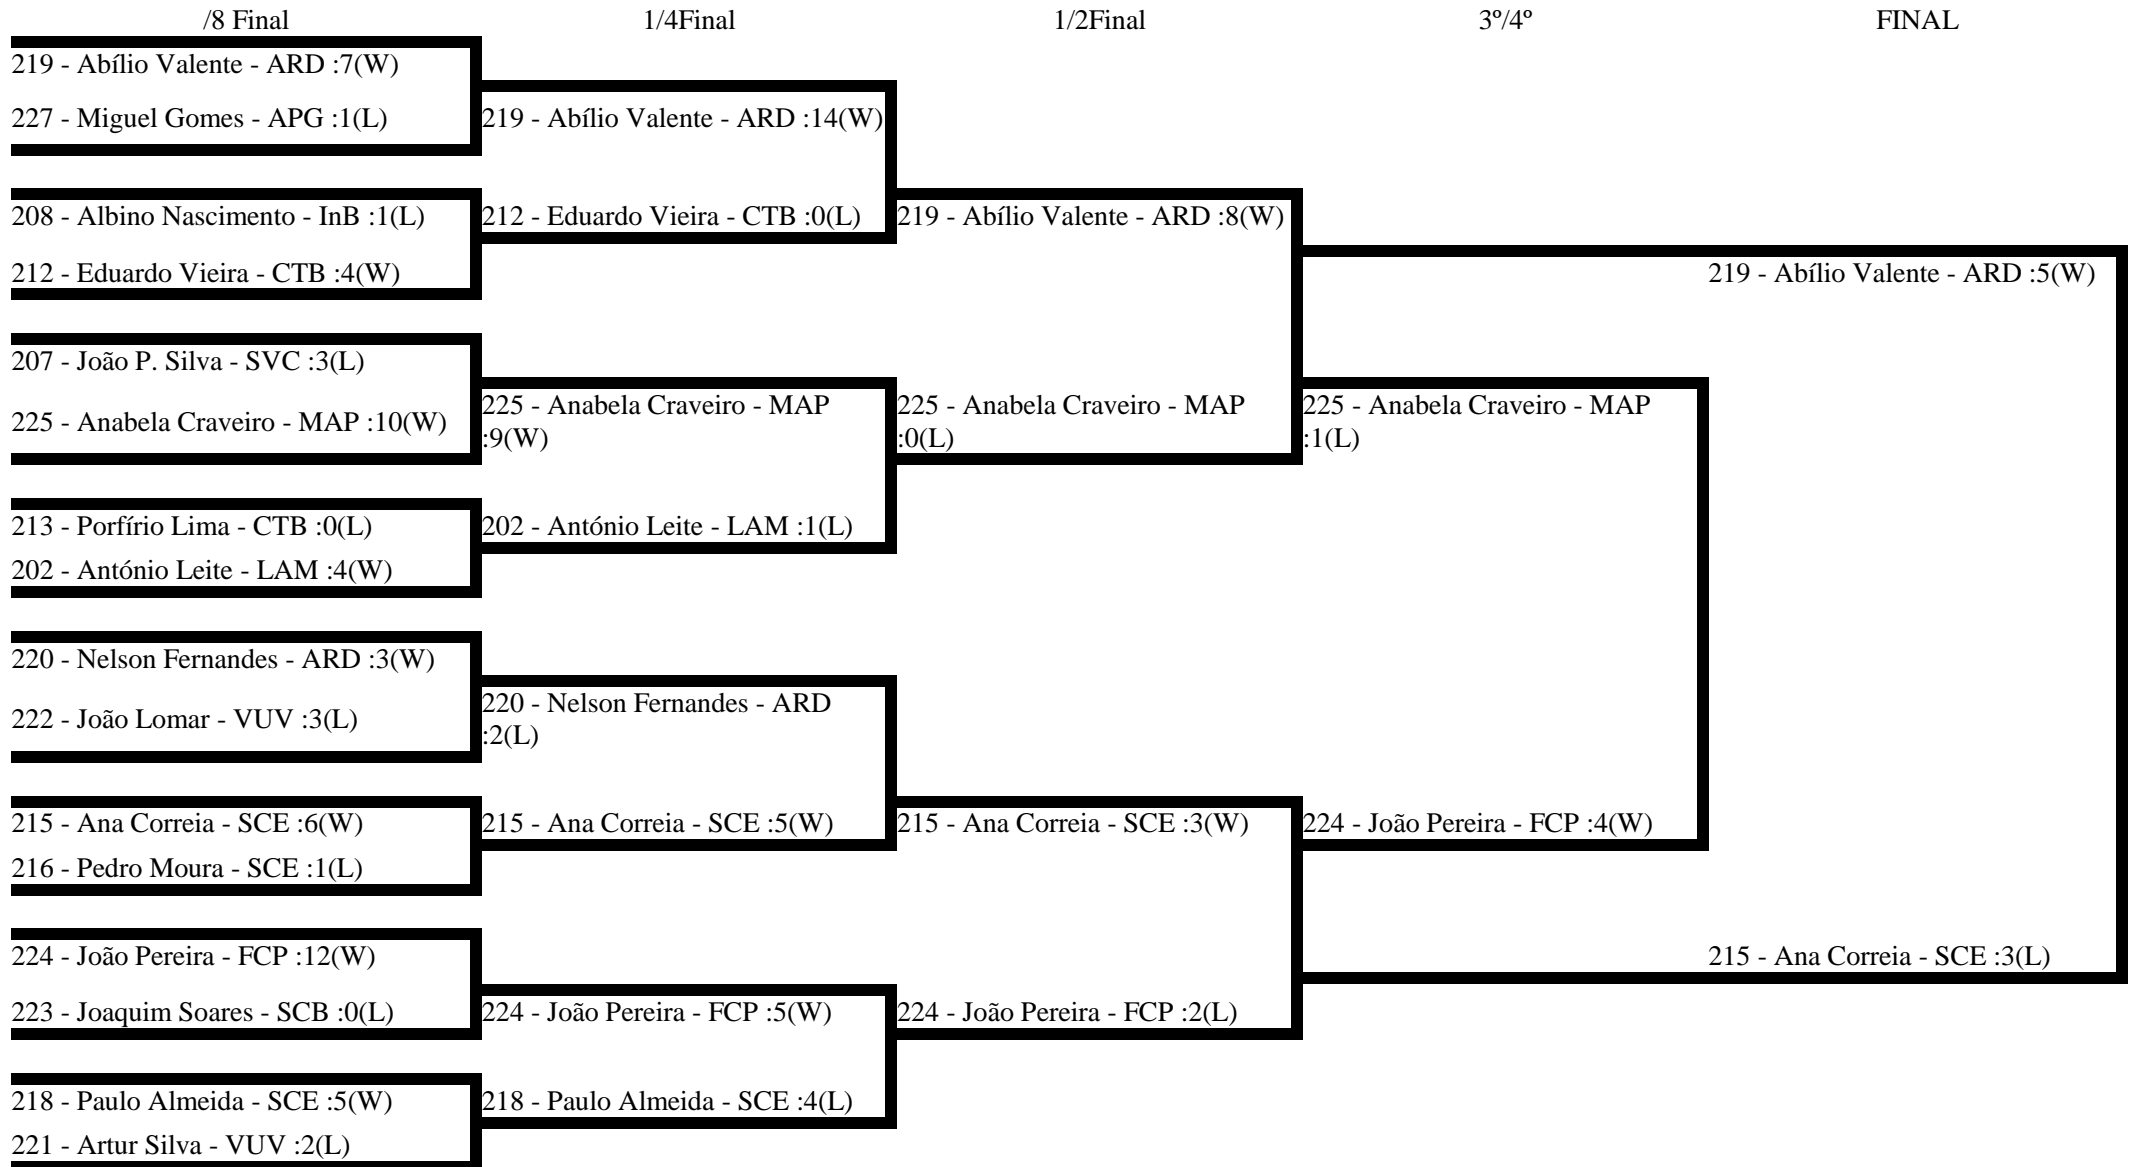 /8 Final
1/4Final
1/2Final
3º/4º
FINAL
219 - Abílio Valente - ARD :7(W)
227 - Miguel Gomes - APG :1(L)
208 - Albino Nascimento - InB :1(L)
212 - Eduardo Vieira - CTB :4(W)
207 - João P. Silva - SVC :3(L)
225 - Anabela Craveiro - MAP :10(W)
213 - Porfírio Lima - CTB :0(L)
202 - António Leite - LAM :4(W)
220 - Nelson Fernandes - ARD :3(W)
222 - João Lomar - VUV :3(L)
215 - Ana Correia - SCE :6(W)
216 - Pedro Moura - SCE :1(L)
224 - João Pereira - FCP :12(W)
223 - Joaquim Soares - SCB :0(L)
218 - Paulo Almeida - SCE :5(W)
221 - Artur Silva - VUV :2(L)
219 - Abílio Valente - ARD :14(W)
212 - Eduardo Vieira - CTB :0(L)
225 - Anabela Craveiro - MAP
:9(W)
202 - António Leite - LAM :1(L)
220 - Nelson Fernandes - ARD
:2(L)
215 - Ana Correia - SCE :5(W)
224 - João Pereira - FCP :5(W)
218 - Paulo Almeida - SCE :4(L)
219 - Abílio Valente - ARD :8(W)
225 - Anabela Craveiro - MAP
:0(L)
215 - Ana Correia - SCE :3(W)
224 - João Pereira - FCP :2(L)
225 - Anabela Craveiro - MAP
:1(L)
224 - João Pereira - FCP :4(W)
219 - Abílio Valente - ARD :5(W)
215 - Ana Correia - SCE :3(L)